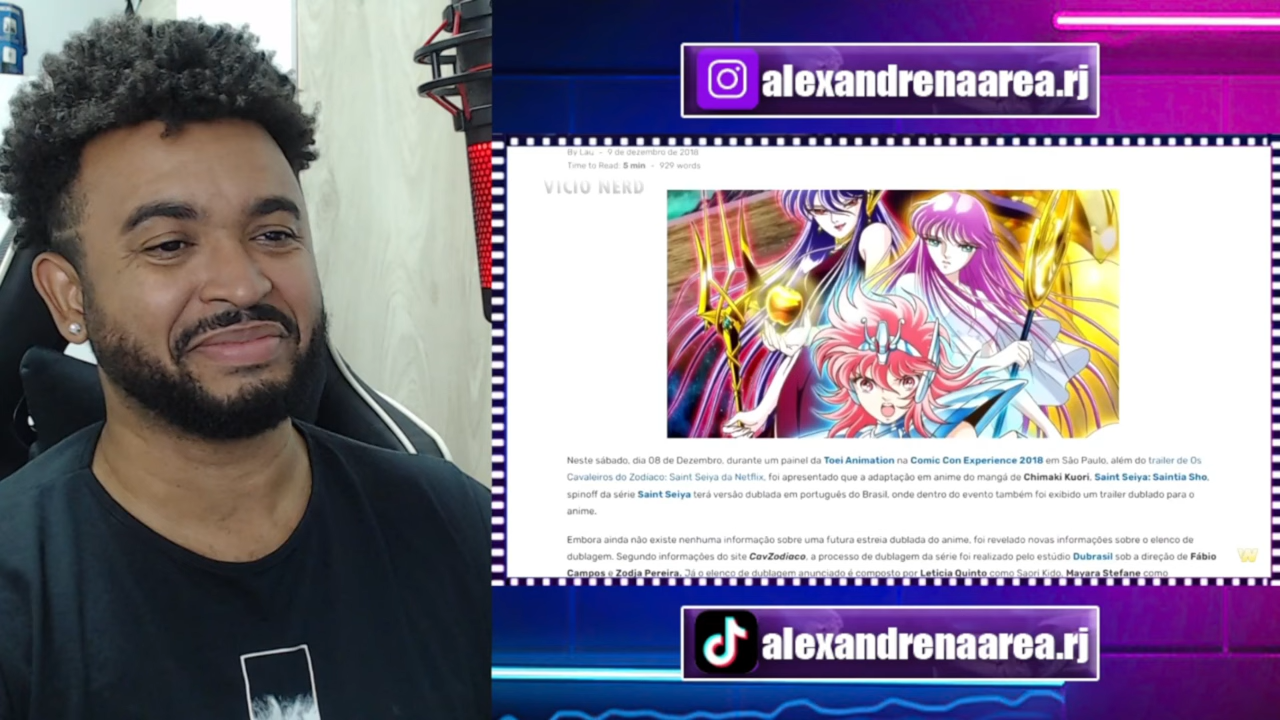 alexandrenaarea.rj
By Lau - 9 de dezembro de 2018
Time to Read: 5 min - 929 words
VICIO NERD
Neste sábado, dia 08 de Dezembro, durante um painel da Toei Animation na Comic Con Experience 2018 em São Paulo, além do trailer de Os
Cavaleiros do Zodíaco: Saint Seiya da Netflix, foi apresentado que a adaptação em anime do mangá de Chimaki Kuori, Saint Seiya: Saintia Sho,
spinoff da série Saint Seiya terá versão dublada em português do Brasil, onde dentro do evento também foi exibido um trailer dublado para o
anime.
Embora ainda não existe nenhuma informação sobre uma futura estreia dublada do anime, foi revelado novas informações sobre o elenco de
dublagem. Segundo informações do site CavZodiaco, a processo de dublagem da série foi realizado pelo estúdio Dubrasil sob a direção de Fábio
Campos e Zodja Pereira. Já o elenco de dublagem anunciado é composto por Letícia Quinto como Saori Kido, Mayara Stefane como
alexandrenaarea.rj